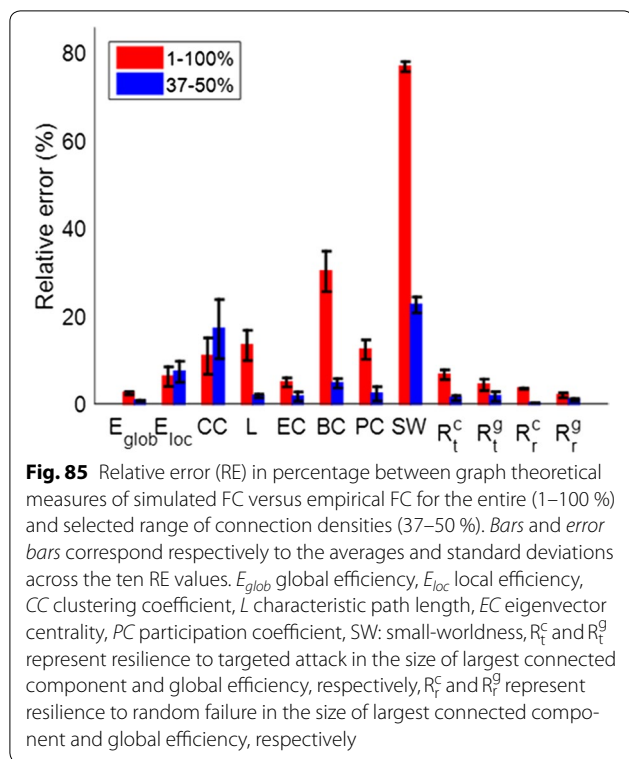 80
60
40
20
0
Relative error (%)
1-100%
37-50%
E_glob E_loc CC L EC BC PC SW R_t^c R_t^g R_r^c R_r^g
Fig. 85 Relative error (RE) in percentage between graph theoretical
measures of simulated FC versus empirical FC for the entire (1–100 %)
and selected range of connection densities (37–50 %). Bars and error
bars correspond respectively to the averages and standard deviations
across the ten RE values. E_glob global efficiency, E_loc local efficiency,
CC clustering coefficient, L characteristic path length, EC eigenvector
centrality, PC participation coefficient, SW: small-worldness, R_t^c and R_t^g
represent resilience to targeted attack in the size of largest connected
component and global efficiency, respectively, R_r^c and R_r^g represent
resilience to random failure in the size of largest connected compo-
nent and global efficiency, respectively